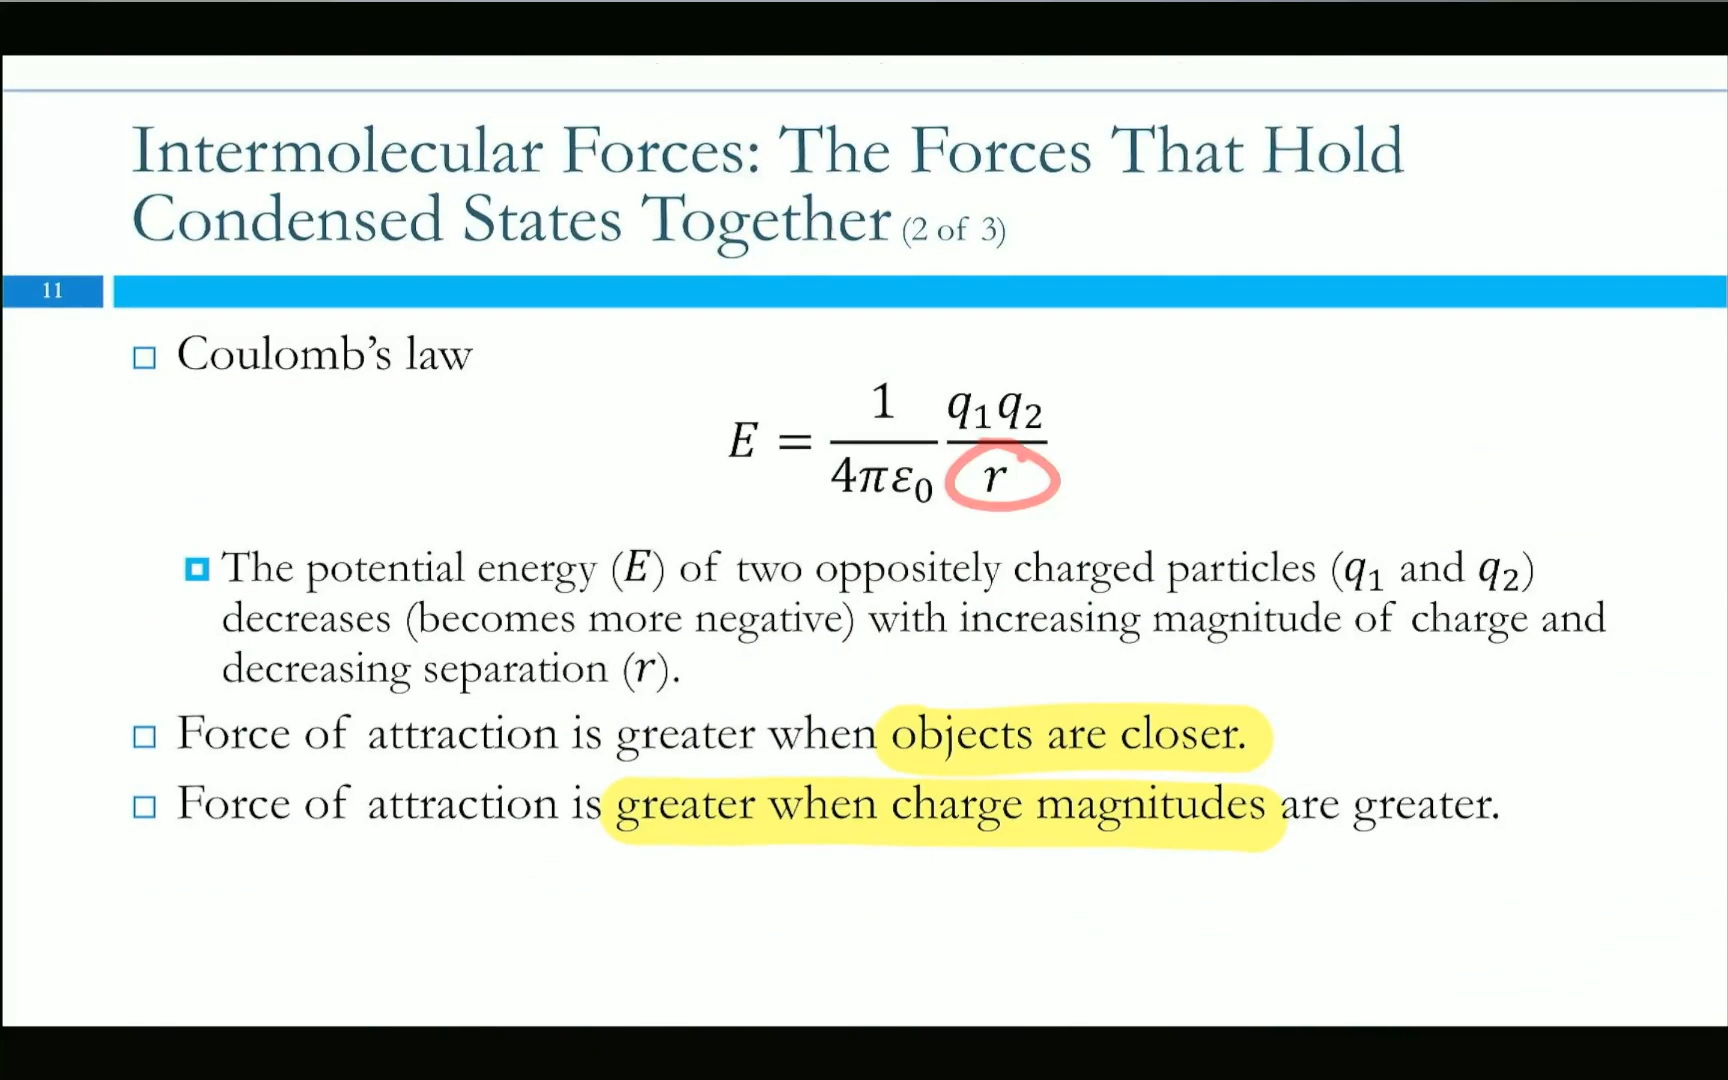 Intermolecular Forces: The Forces That Hold
Condensed States Together (2 of 3)
11
Coulomb’s law
E = 1/(4πε₀) q₁q₂/r
The potential energy (E) of two oppositely charged particles (q₁ and q₂)
decreases (becomes more negative) with increasing magnitude of charge and
decreasing separation (r).
Force of attraction is greater when objects are closer.
Force of attraction is greater when charge magnitudes are greater.